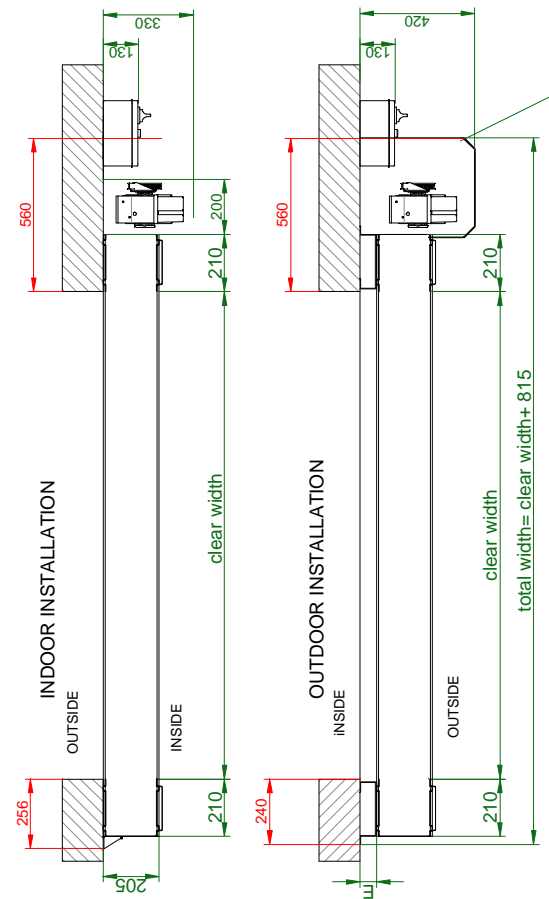 330
130
560
200
210
INDOOR INSTALLATION
OUTSIDE
INSIDE
clear width
256
210
205
420
130
560
210
OUTDOOR INSTALLATION
iNSIDE
OUTSIDE
clear width
total width= clear width+ 815
240
210
E